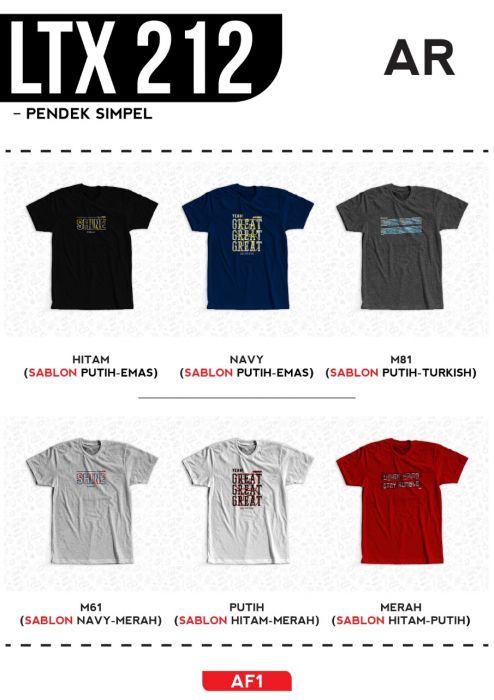 LTX 212
AR
– PENDEK SIMPEL
SHINE
YEAH
GREAT
GREAT
GREAT
HITAM
(SABLON PUTIH-EMAS)
NAVY
(SABLON PUTIH-EMAS)
M81
(SABLON PUTIH-TURKISH)
SHINE
YEAH
GREAT
GREAT
GREAT
STAY HUMBLE
M61
(SABLON NAVY-MERAH)
PUTIH
(SABLON HITAM-MERAH)
MERAH
(SABLON HITAM-PUTIH)
AF1